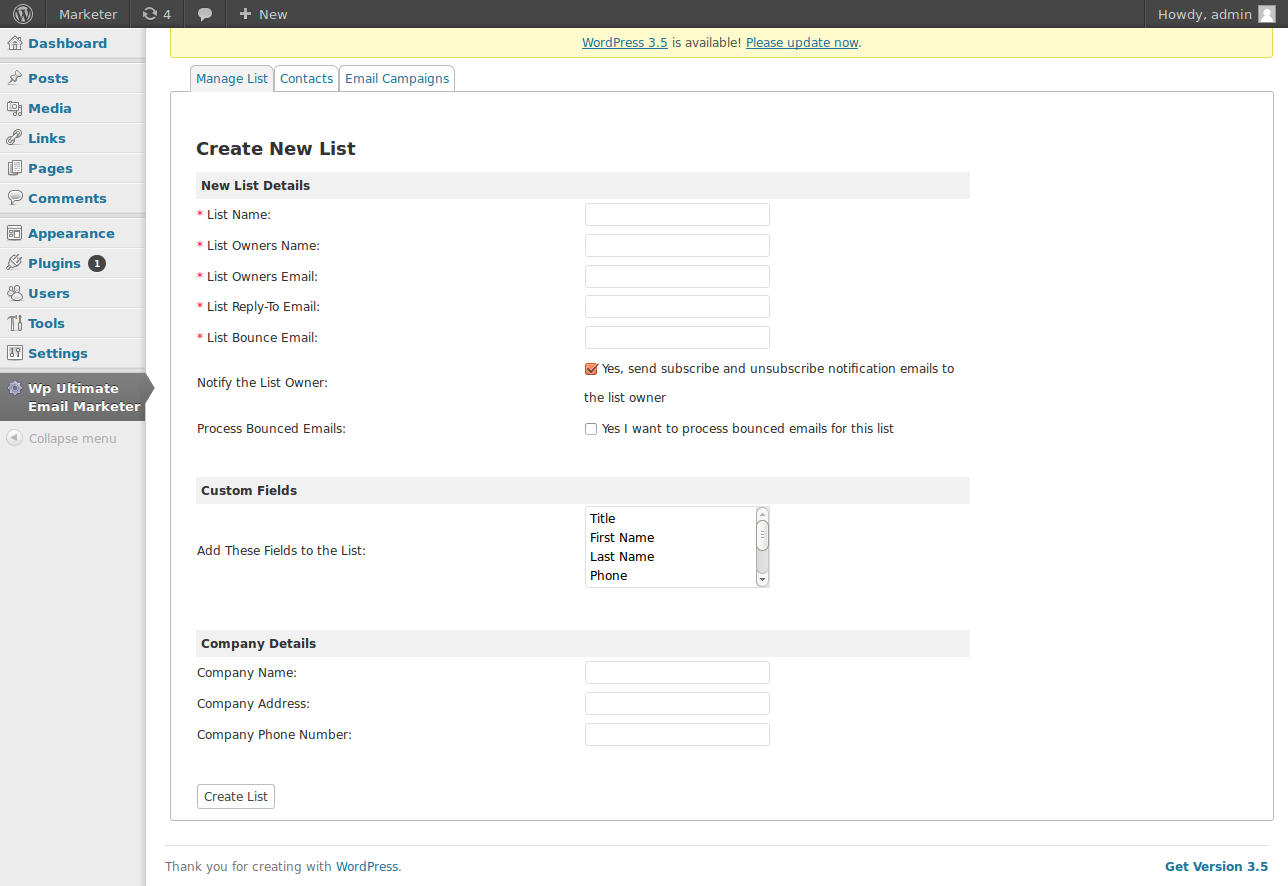 Marketer 4 New Howdy, admin
WordPress 3.5 is available! Please update now.
Dashboard
Posts
Media
Links
Pages
Comments
Appearance
Plugins 1
Users
Tools
Settings
Wp Ultimate
Email Marketer
Collapse menu
Manage List Contacts Email Campaigns
Create New List
New List Details
* List Name:
* List Owners Name:
* List Owners Email:
* List Reply-To Email:
* List Bounce Email:
Notify the List Owner:
Yes, send subscribe and unsubscribe notification emails to
the list owner
Process Bounced Emails: Yes I want to process bounced emails for this list
Custom Fields
Add These Fields to the List:
Title
First Name
Last Name
Phone
Company Details
Company Name:
Company Address:
Company Phone Number:
Create List
Thank you for creating with WordPress. Get Version 3.5